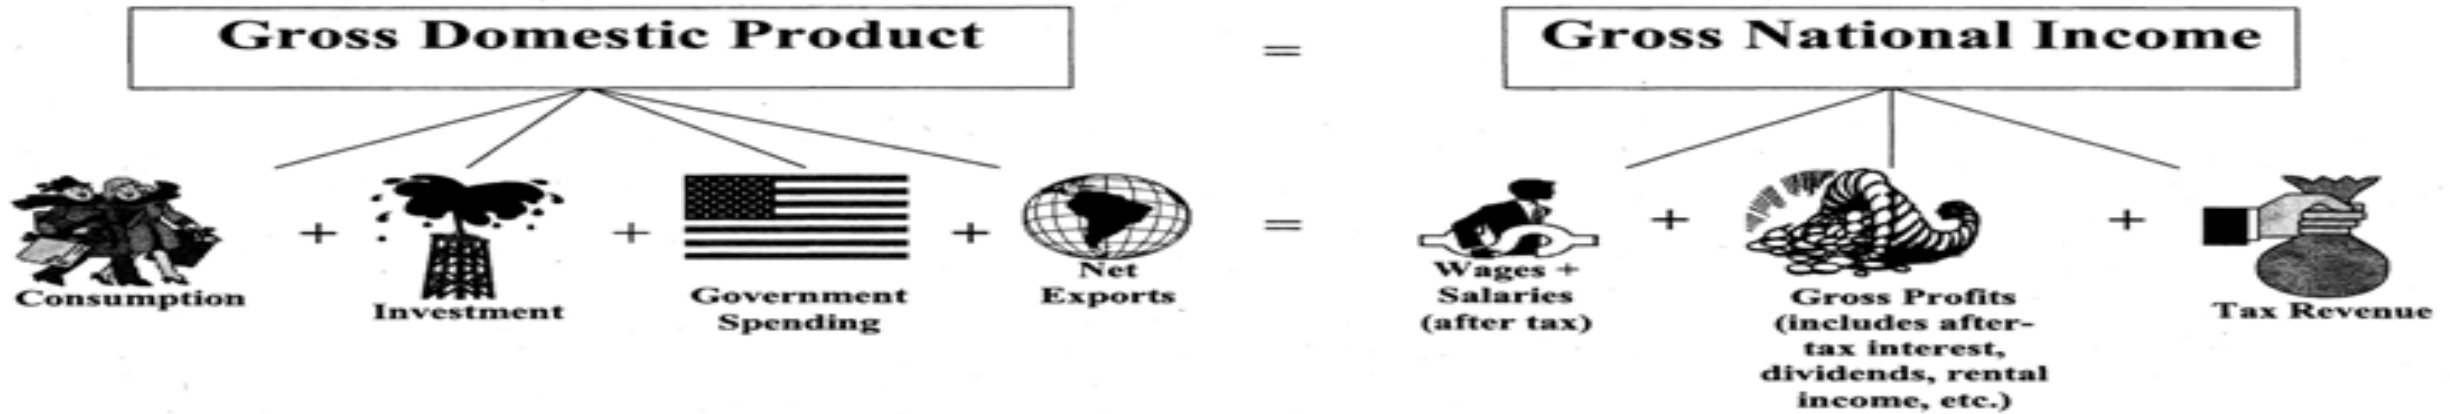 Gross Domestic Product = Gross National Income
+ + + = + +
Consumption
Investment
Government
Spending
Net
Exports
Wages +
Salaries
(after tax)
Gross Profits
(includes after-
tax interest,
dividends, rental
income, etc.)
Tax Revenue